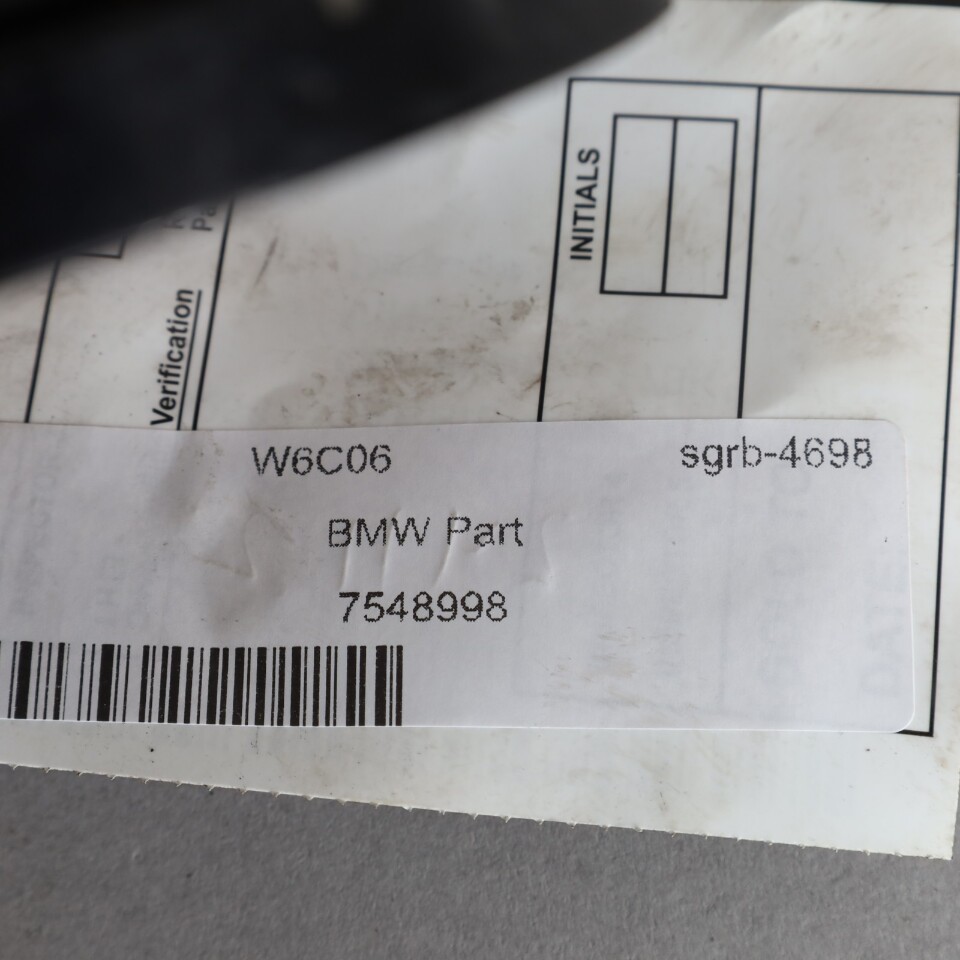 INITIALS
Verification
W6C06
sgrb-4698
BMW Part
7548998